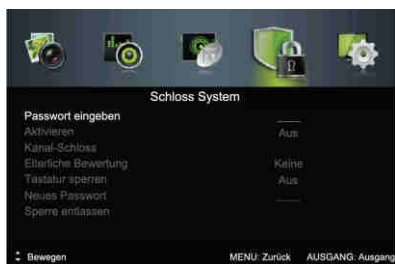 Schloss System
Passwort eingeben
Aktivieren Aus
Kanal-Schloss
Elterliche Bewertung Keine
Tastatur sperren Aus
Neues Passwort
Sperre entlassen
Bewegen MENU: Zurück AUSGANG: Ausgang